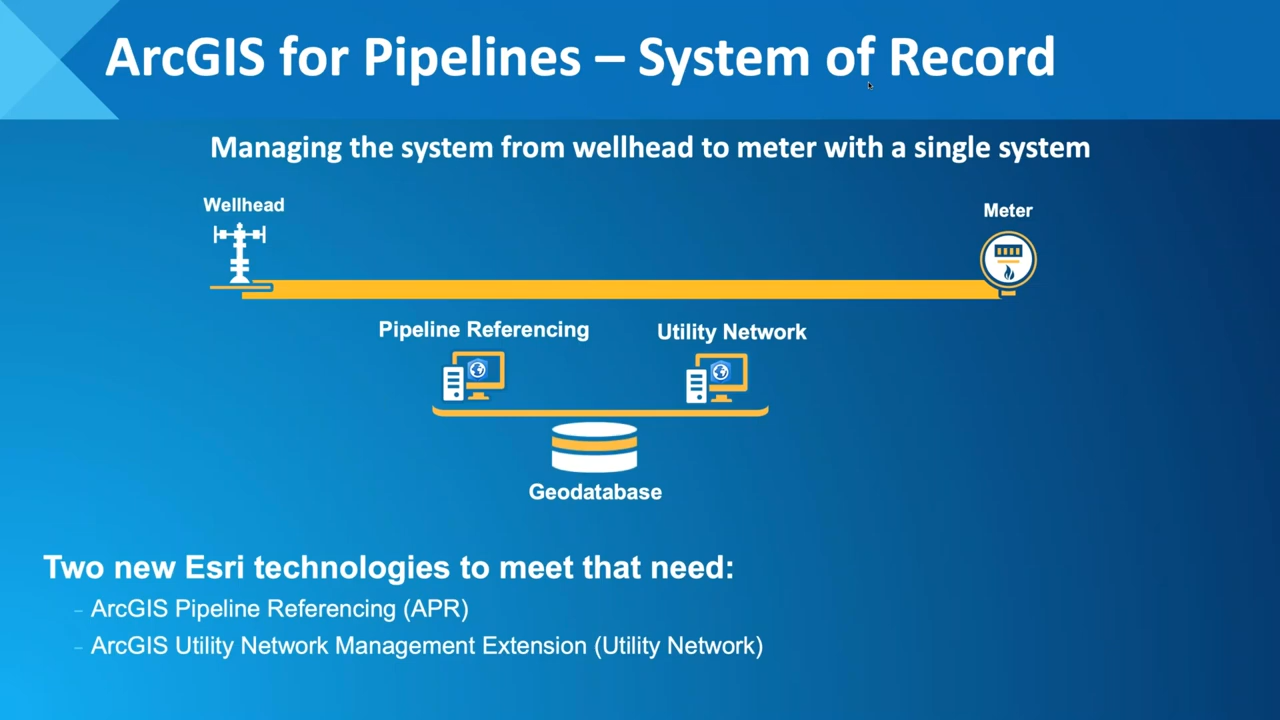 ArcGIS for Pipelines – System of Record
Managing the system from wellhead to meter with a single system
Wellhead
Meter
Pipeline Referencing
Utility Network
Geodatabase
Two new Esri technologies to meet that need:
– ArcGIS Pipeline Referencing (APR)
– ArcGIS Utility Network Management Extension (Utility Network)